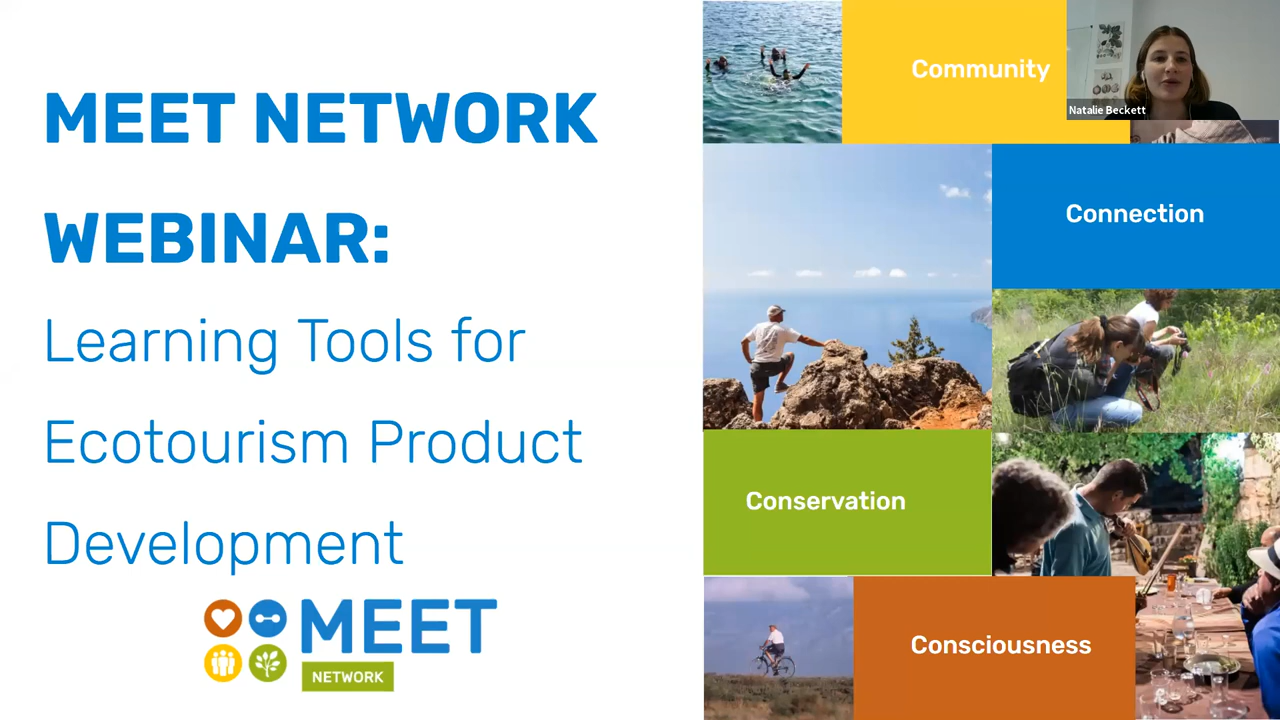 MEET NETWORK
WEBINAR:
Learning Tools for
Ecotourism Product
Development
MEET
NETWORK
Community
Natalie Beckett
Connection
Conservation
Consciousness